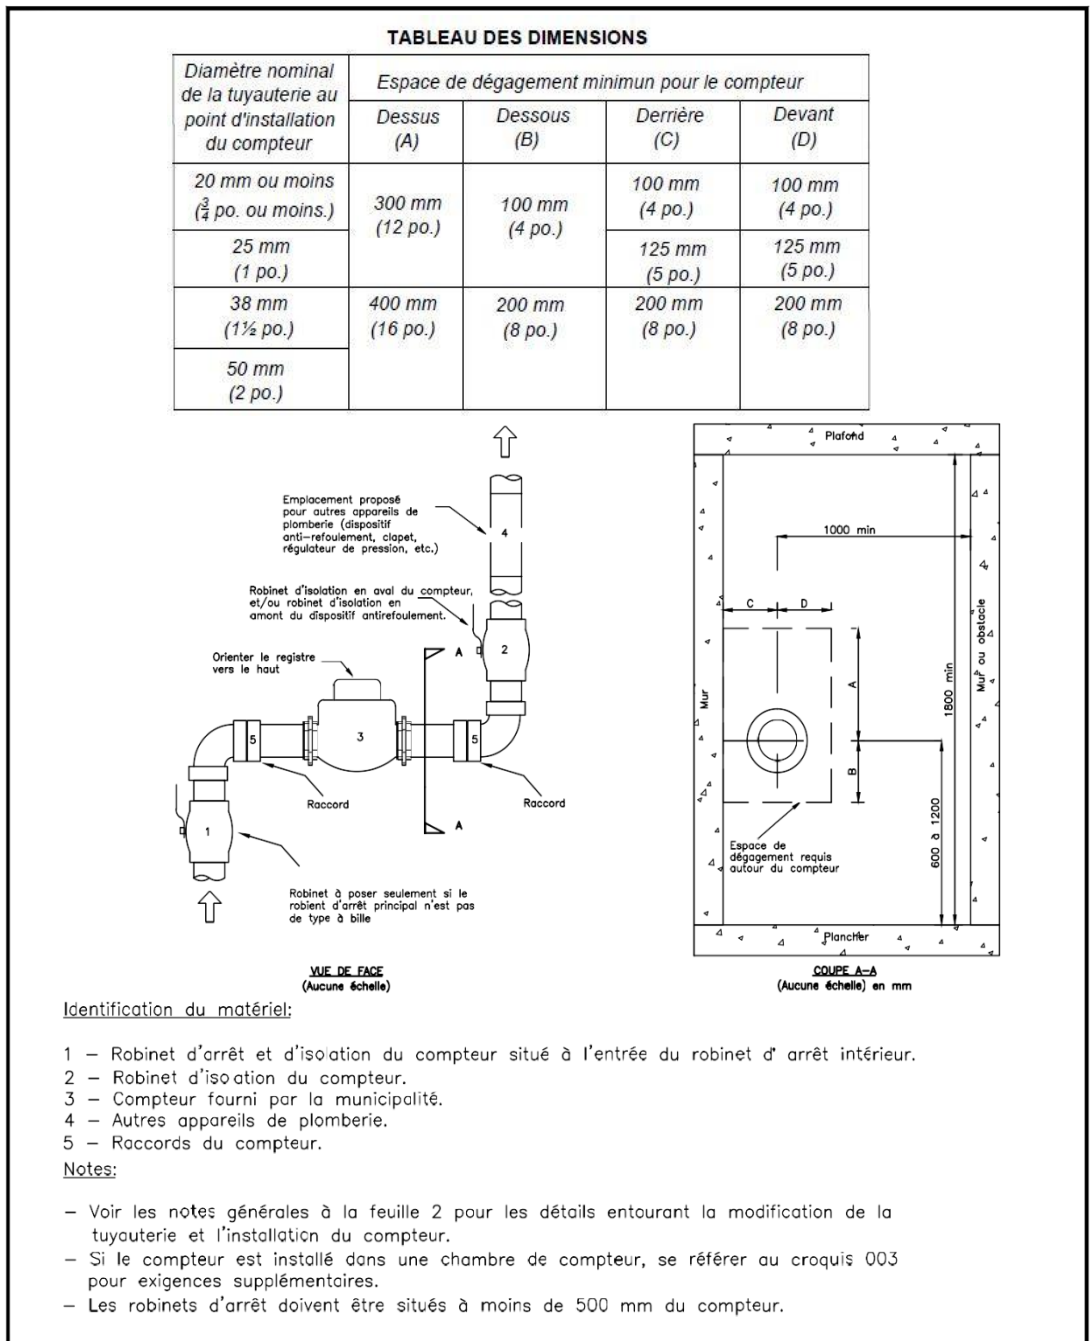 TABLEAU DES DIMENSIONS
Diamètre nominal
de la tuyauterie au
point d'installation
du compteur
Espace de dégagement minimun pour le compteur
Dessus
(A)
Dessous
(B)
Derrière
(C)
Devant
(D)
20 mm ou moins
(¾ po. ou moins.)
300 mm
(12 po.)
100 mm
(4 po.)
100 mm
(4 po.)
100 mm
(4 po.)
25 mm
(1 po.)
125 mm
(5 po.)
125 mm
(5 po.)
38 mm
(1½ po.)
400 mm
(16 po.)
200 mm
(8 po.)
200 mm
(8 po.)
200 mm
(8 po.)
50 mm
(2 po.)
Emplacement proposé
pour autres appareils de
plomberie (dispositif
anti-refoulement, clapet,
régulateur de pression, etc.)
4
Robinet d'isolation en aval du compteur,
et/ou robinet d'isolation en
amont du dispositif antirefoulement.
A
2
Orienter le registre
vers le haut
5
3
5
Raccord
Raccord
A
1
Robinet à poser seulement si le
robient d'arrêt principal n'est pas
de type à bille
VUE DE FACE
(Aucune échelle)
Plafond
1000 min
C
D
A
B
Mur
Mur ou obstacle
1800 min
600 à 1200
Espace de
dégagement requis
autour du compteur
Plancher
COUPE A-A
(Aucune échelle) en mm
Identification du matériel:
1 – Robinet d'arrêt et d'isolation du compteur situé à l'entrée du robinet d' arrêt intérieur.
2 – Robinet d'isolation du compteur.
3 – Compteur fourni par la municipalité.
4 – Autres appareils de plomberie.
5 – Raccords du compteur.
Notes:
– Voir les notes générales à la feuille 2 pour les détails entourant la modification de la
tuyauterie et l'installation du compteur.
– Si le compteur est installé dans une chambre de compteur, se référer au croquis 003
pour exigences supplémentaires.
– Les robinets d'arrêt doivent être situés à moins de 500 mm du compteur.